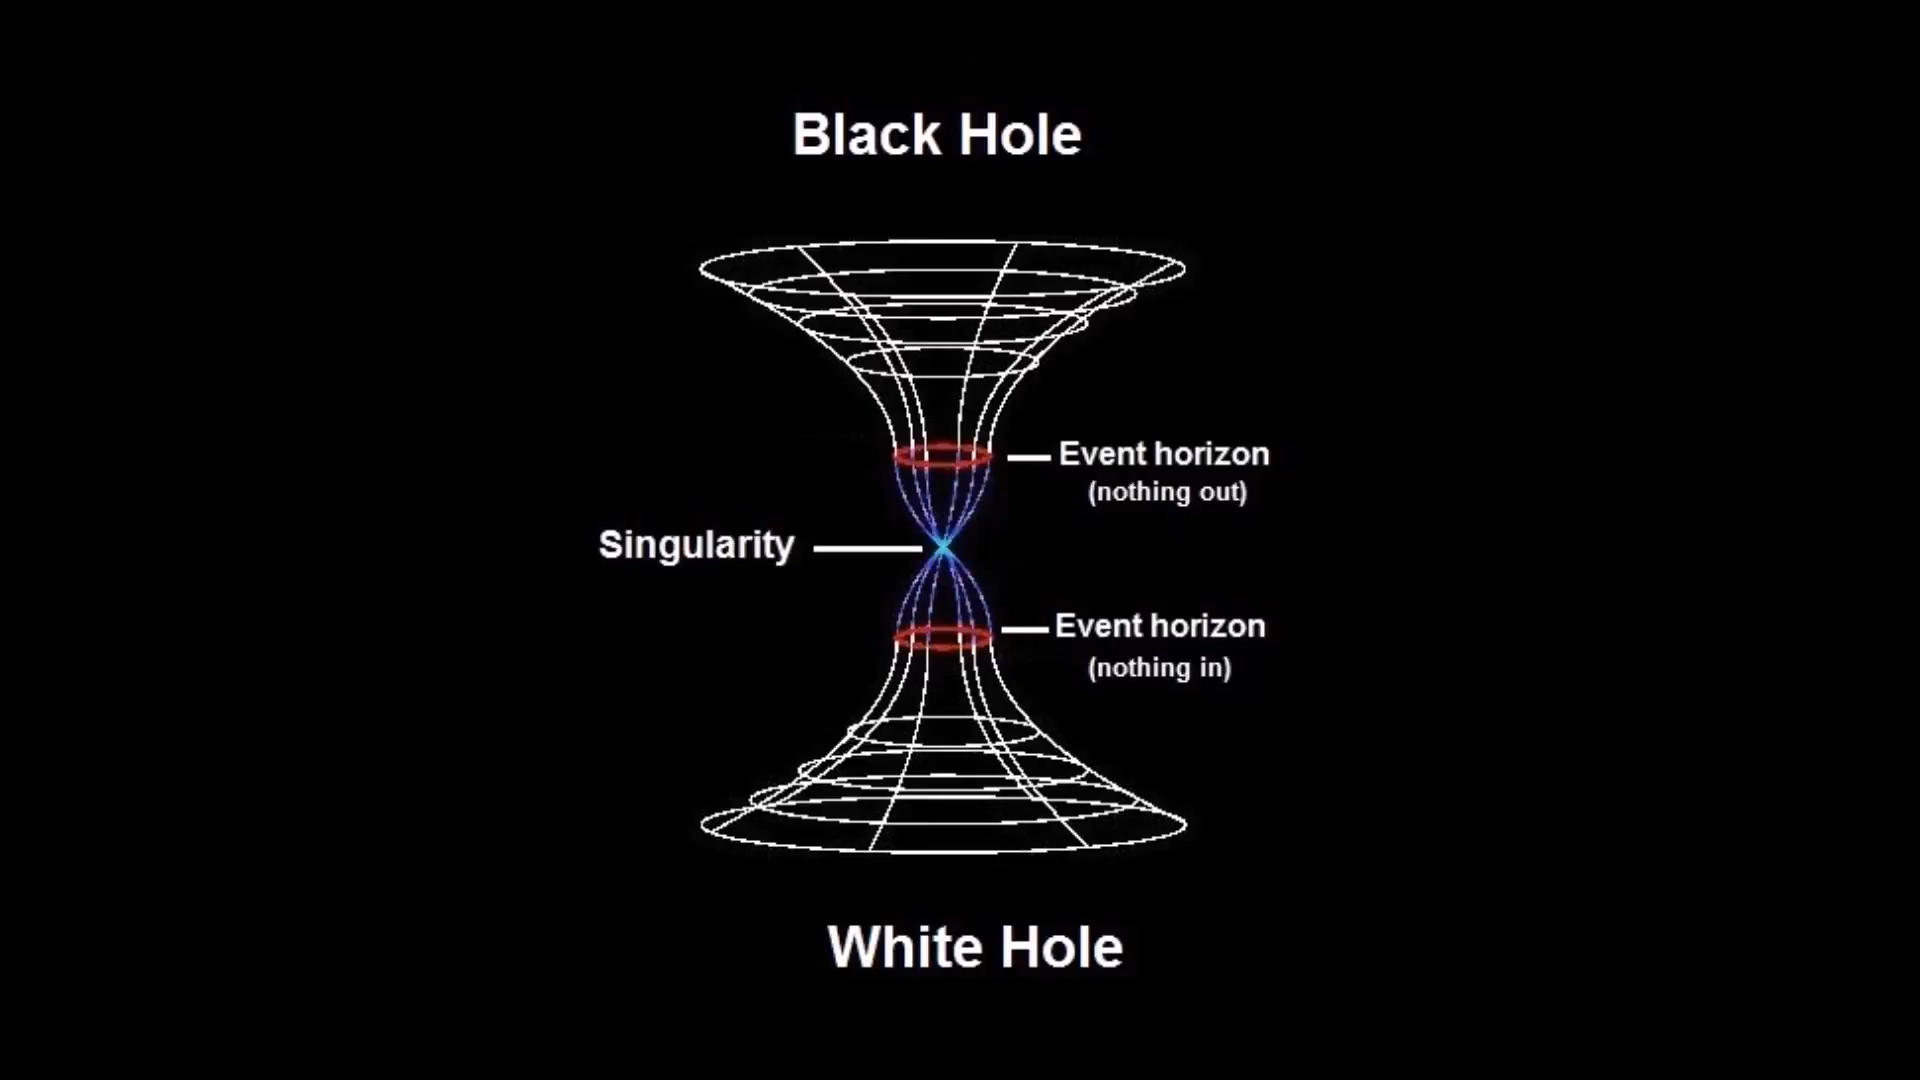 Black Hole
Event horizon
(nothing out)
Singularity
Event horizon
(nothing in)
White Hole